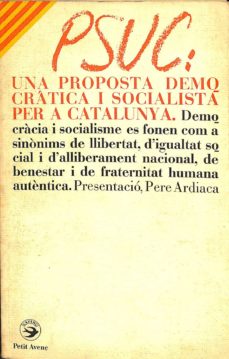 PSUC:
UNA PROPOSTA DEMO
CRÀTICA I SOCIALISTA
PER A CATALUNYA. Demo
cràcia i socialisme es fonen com a
sinònims de llibertat, d'igualtat so
cial i d'alliberament nacional, de
benestar i de fraternitat humana
autèntica. Presentació, Pere Ardiaca
Petit Avenc